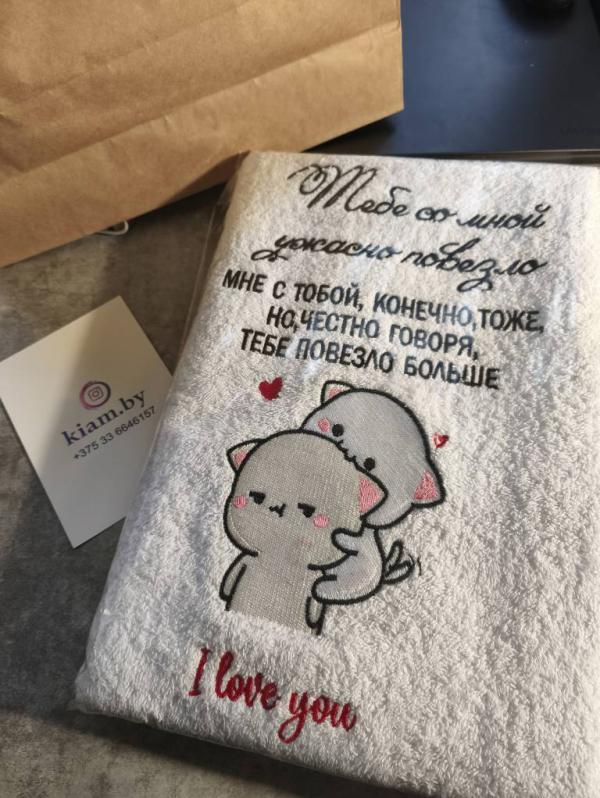 Тебе со мной
ужасно повезло
МНЕ С ТОБОЙ, КОНЕЧНО,ТОЖЕ,
НО,ЧЕСТНО ГОВОРЯ,
ТЕБЕ ПОВЕЗЛО БОЛЬШЕ
kiam.by
+375 33 6646157
I love you